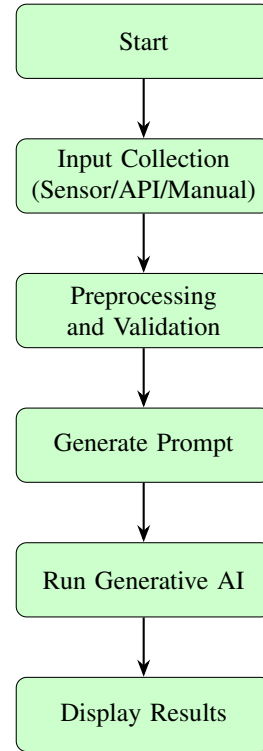 Start
Input Collection
(Sensor/API/Manual)
Preprocessing
and Validation
Generate Prompt
Run Generative AI
Display Results